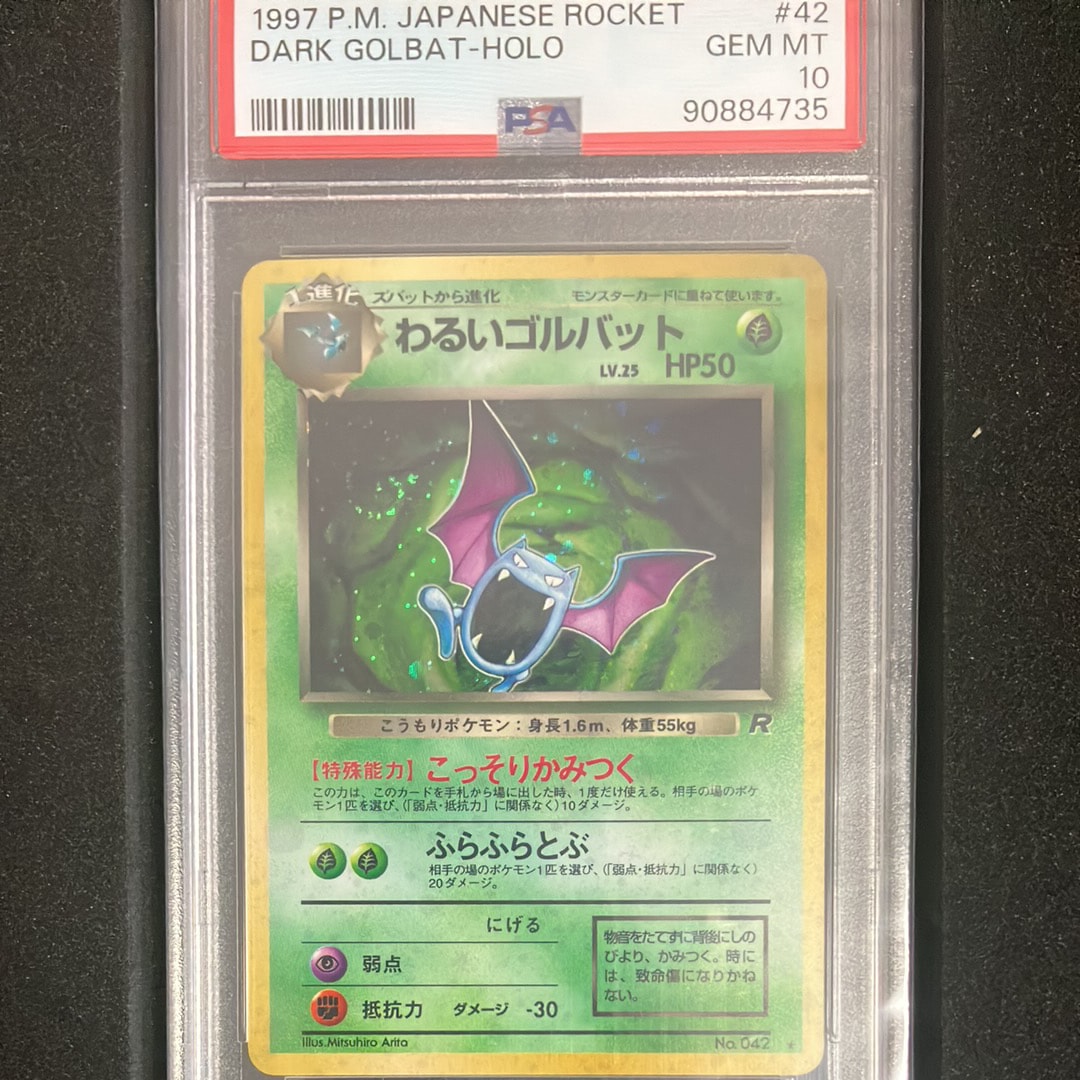 1997 P.M. JAPANESE ROCKET #42
DARK GOLBAT-HOLO GEM MT
10
PSA 90884735
1進化 ズバットから進化 モンスターカードに重ねて使います。
わるいゴルバット
LV.25 HP50
こうもりポケモン：身長1.6m、体重55kg R
【特殊能力】こっそりかみつく
この力は、このカードを手札から場に出した時、1度だけ使える。相手の場のポケ
モン1匹を選び、（「弱点・抵抗力」に関係なく）10ダメージ。
ふらふらとぶ
相手の場のポケモン1匹を選び、（「弱点・抵抗力」に関係なく）
20ダメージ。
にげる
弱点
抵抗力 ダメージ -30
物音をたてずに背後にしの
びより、かみつく。時に
は、致命傷になりかね
ない。
Illus.Mitsuhiro Arita No. 042 ★